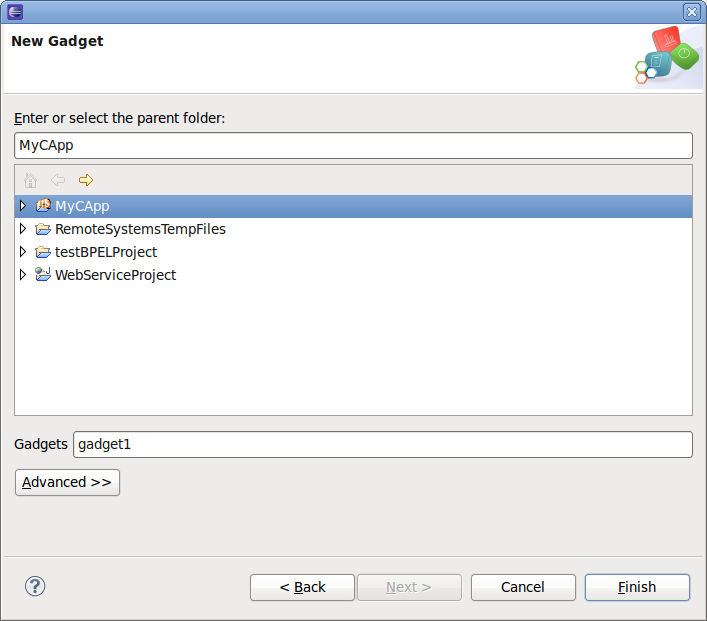 New Gadget
Enter or select the parent folder:
MyCApp
MyCApp
RemoteSystemsTempFiles
testBPELProject
WebServiceProject
Gadgets gadget1
Advanced >>
? < Back Next > Cancel Finish